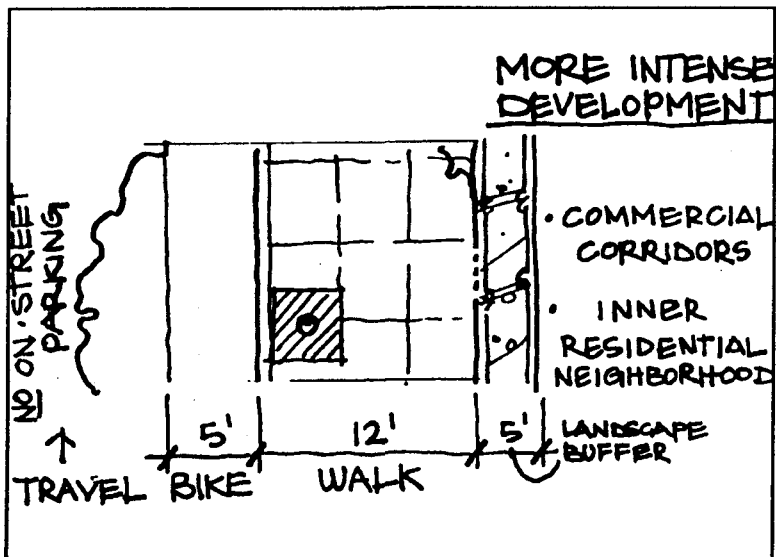 MORE INTENSE
DEVELOPMENT
NO ON·STREET
PARKING
• COMMERCIAL
CORRIDORS
• INNER
RESIDENTIAL
NEIGHBORHOOD
5'
12'
5'
LANDSCAPE
BUFFER
TRAVEL
BIKE
WALK